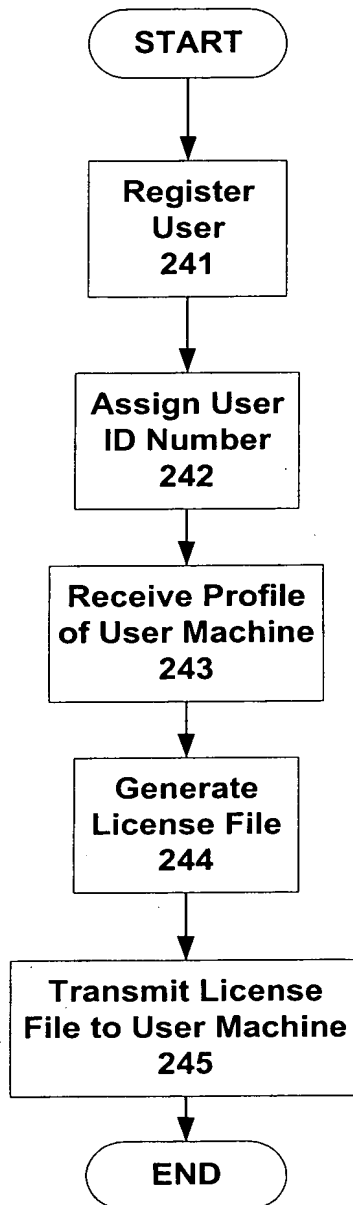 START
Register
User
241
Assign User
ID Number
242
Receive Profile
of User Machine
243
Generate
License File
244
Transmit License
File to User Machine
245
END